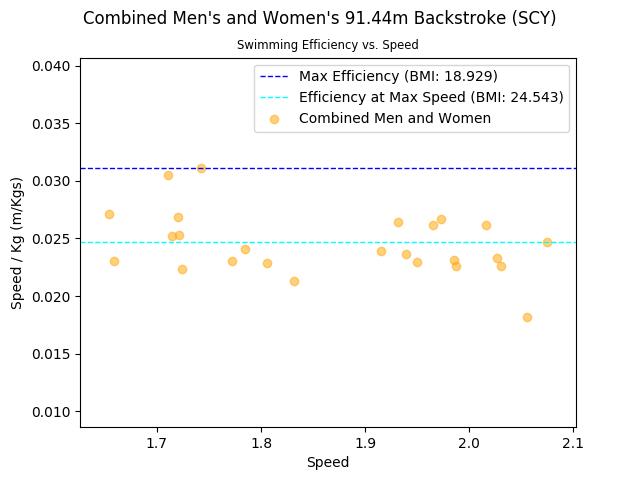 Combined Men's and Women's 91.44m Backstroke (SCY)
Swimming Efficiency vs. Speed
Max Efficiency (BMI: 18.929)
Efficiency at Max Speed (BMI: 24.543)
Combined Men and Women
Speed / Kg (m/Kgs)
0.040
0.035
0.030
0.025
0.020
0.015
0.010
1.7 1.8 1.9 2.0 2.1
Speed